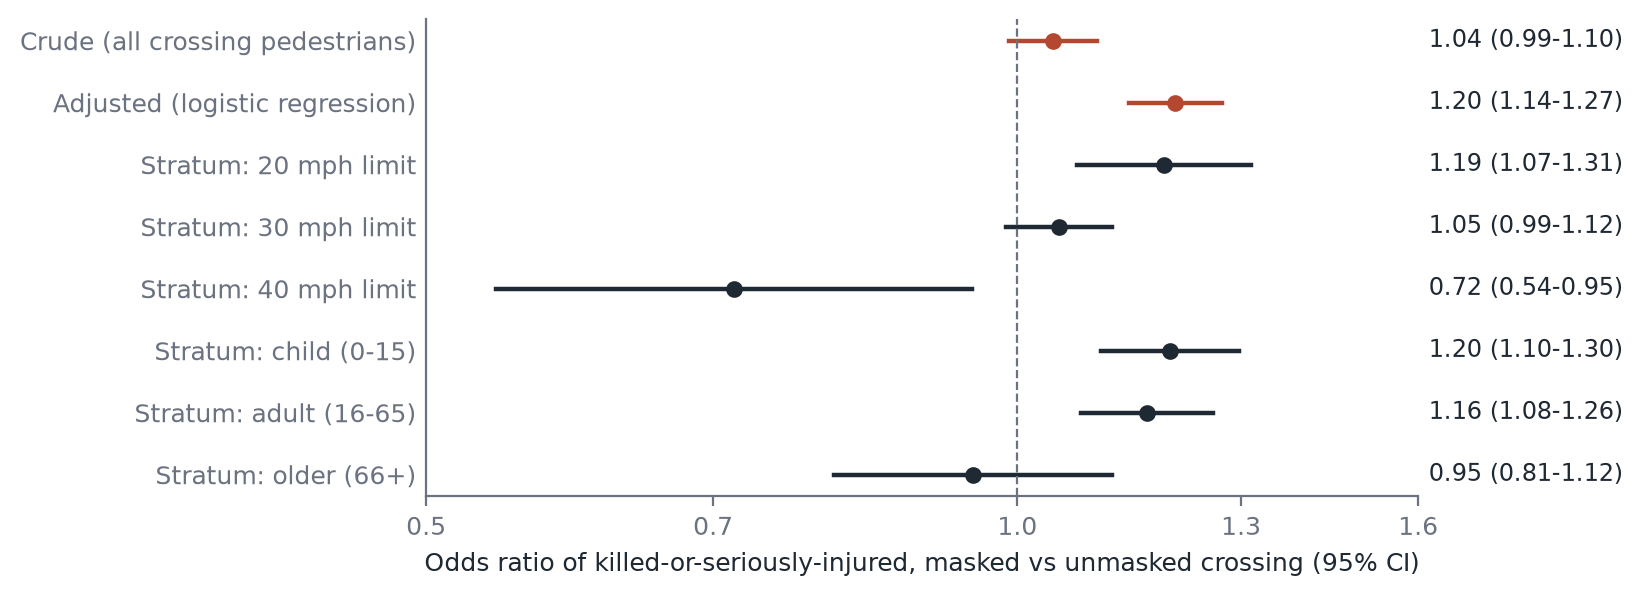 Crude (all crossing pedestrians) 1.04 (0.99-1.10)
Adjusted (logistic regression) 1.20 (1.14-1.27)
Stratum: 20 mph limit 1.19 (1.07-1.31)
Stratum: 30 mph limit 1.05 (0.99-1.12)
Stratum: 40 mph limit 0.72 (0.54-0.95)
Stratum: child (0-15) 1.20 (1.10-1.30)
Stratum: adult (16-65) 1.16 (1.08-1.26)
Stratum: older (66+) 0.95 (0.81-1.12)
0.5 0.7 1.0 1.3 1.6
Odds ratio of killed-or-seriously-injured, masked vs unmasked crossing (95% CI)